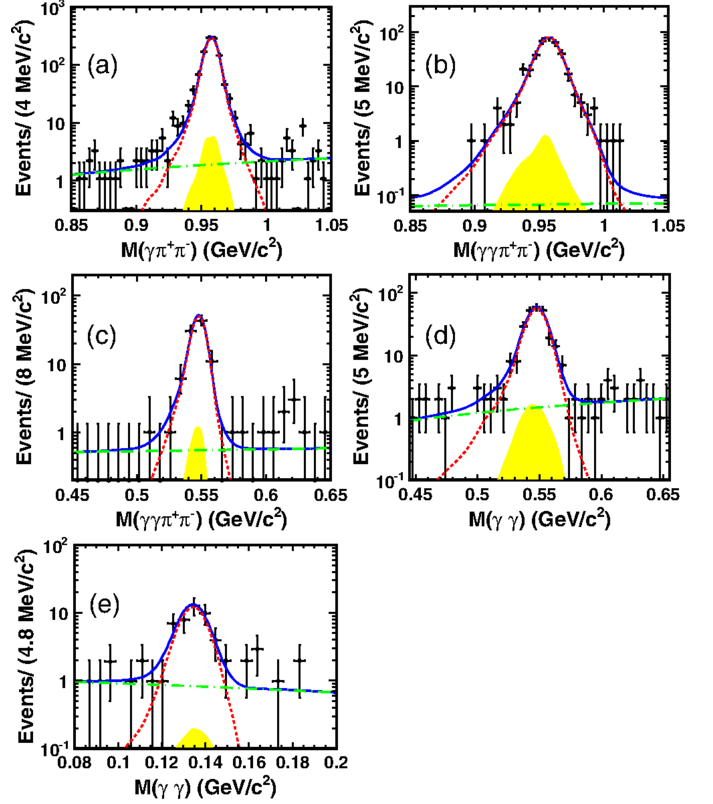 10³
10²
10
1
Events/ (4 MeV/c²)
(a)
0.85 0.9 0.95 1 1.05
M(γπ⁺π⁻) (GeV/c²)
10²
10
1
10⁻¹
Events/ (5 MeV/c²)
(b)
0.85 0.9 0.95 1 1.05
M(γγπ⁺π⁻) (GeV/c²)
10²
10
1
Events/ (8 MeV/c²)
(c)
0.45 0.5 0.55 0.6 0.65
M(γγπ⁺π⁻) (GeV/c²)
10²
10
1
10⁻¹
Events/ (5 MeV/c²)
(d)
0.45 0.5 0.55 0.6 0.65
M(γ γ) (GeV/c²)
10²
10
1
10⁻¹
Events/ (4.8 MeV/c²)
(e)
0.08 0.1 0.12 0.14 0.16 0.18 0.2
M(γ γ) (GeV/c²)